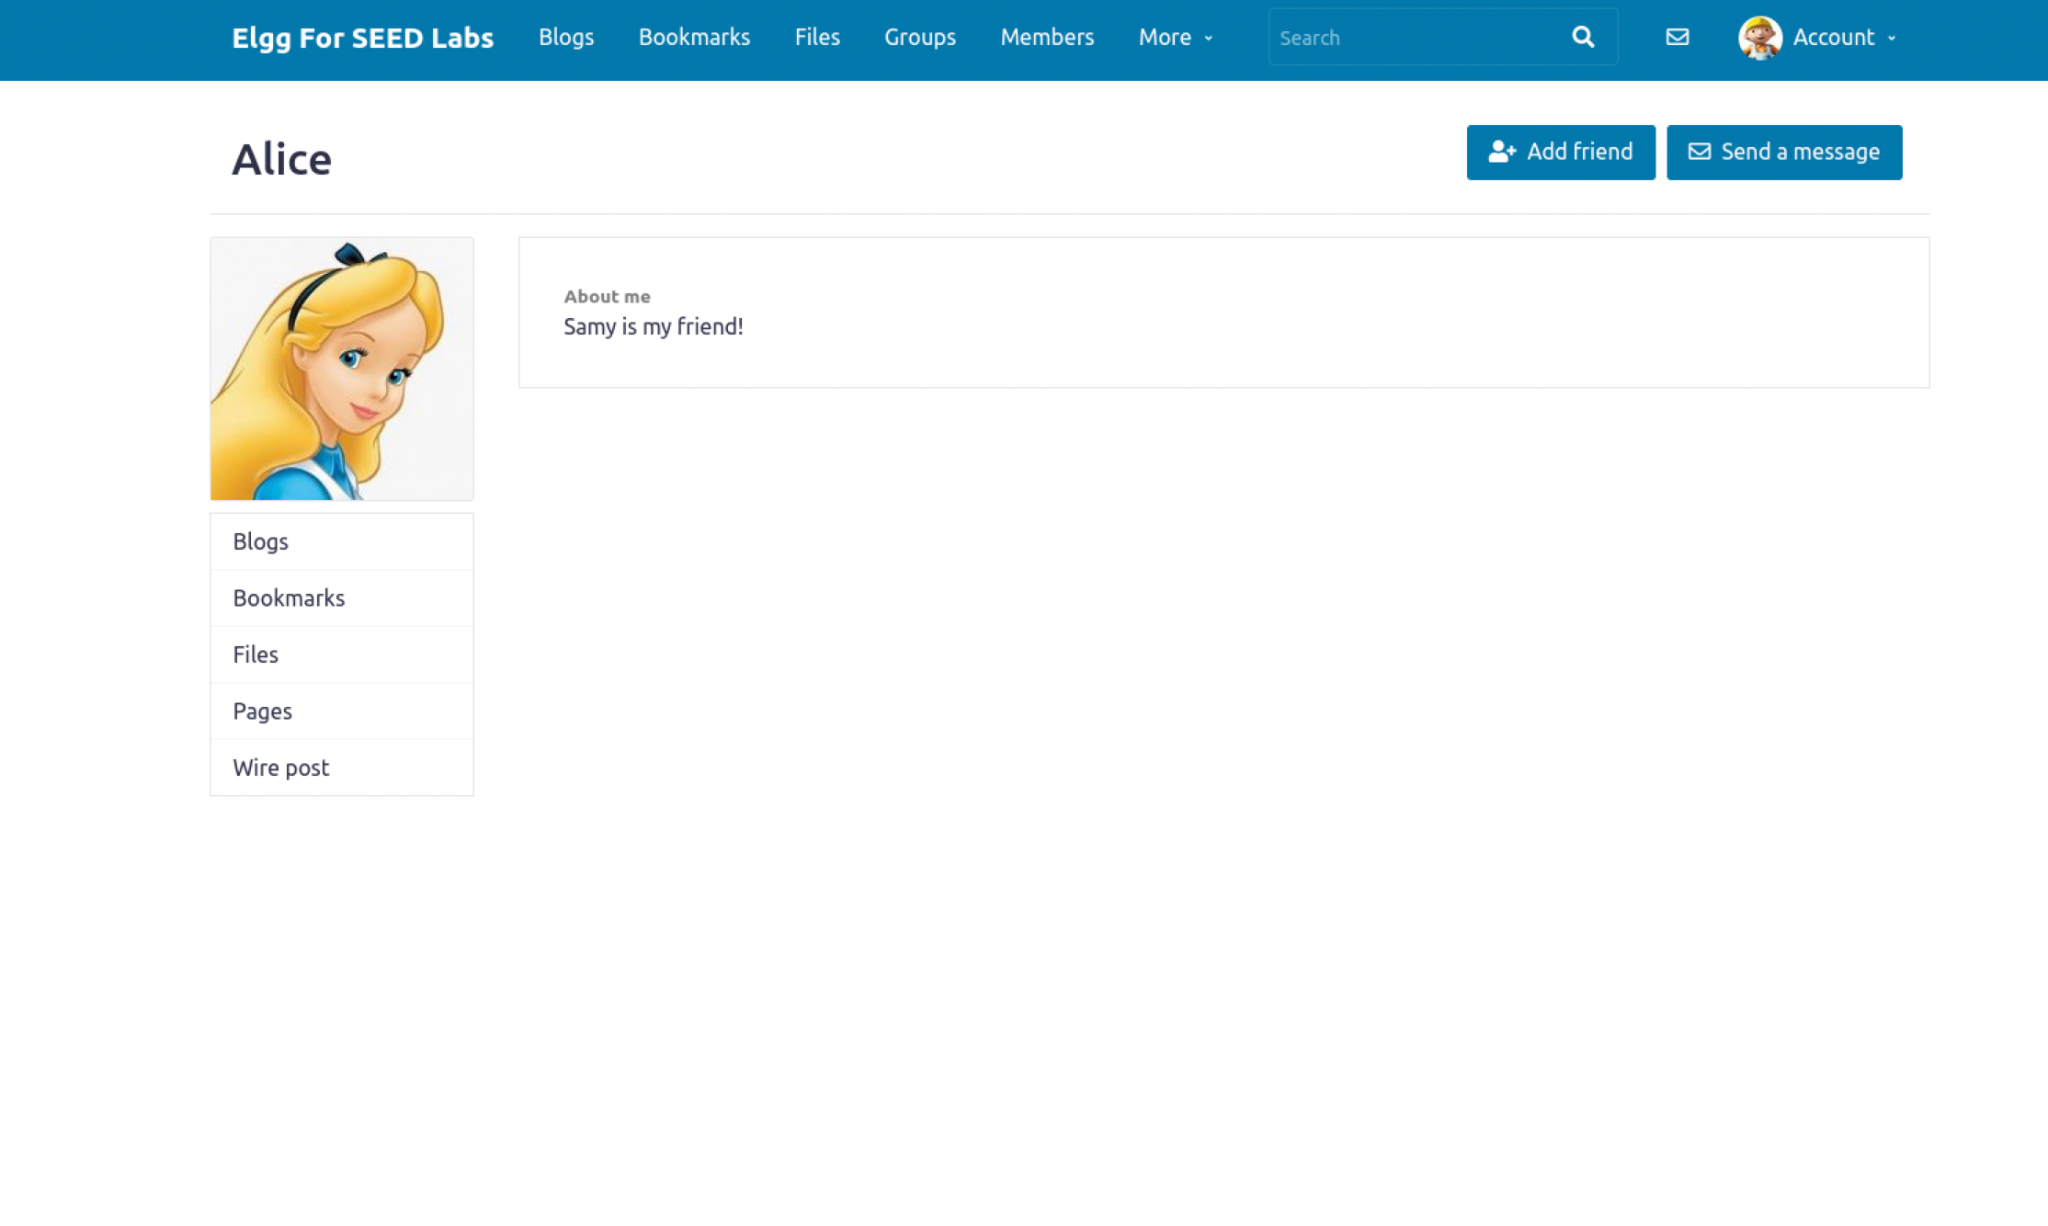 Elgg For SEED Labs Blogs Bookmarks Files Groups Members More Search Account
Alice
Add friend Send a message
About me
Samy is my friend!
Blogs
Bookmarks
Files
Pages
Wire post